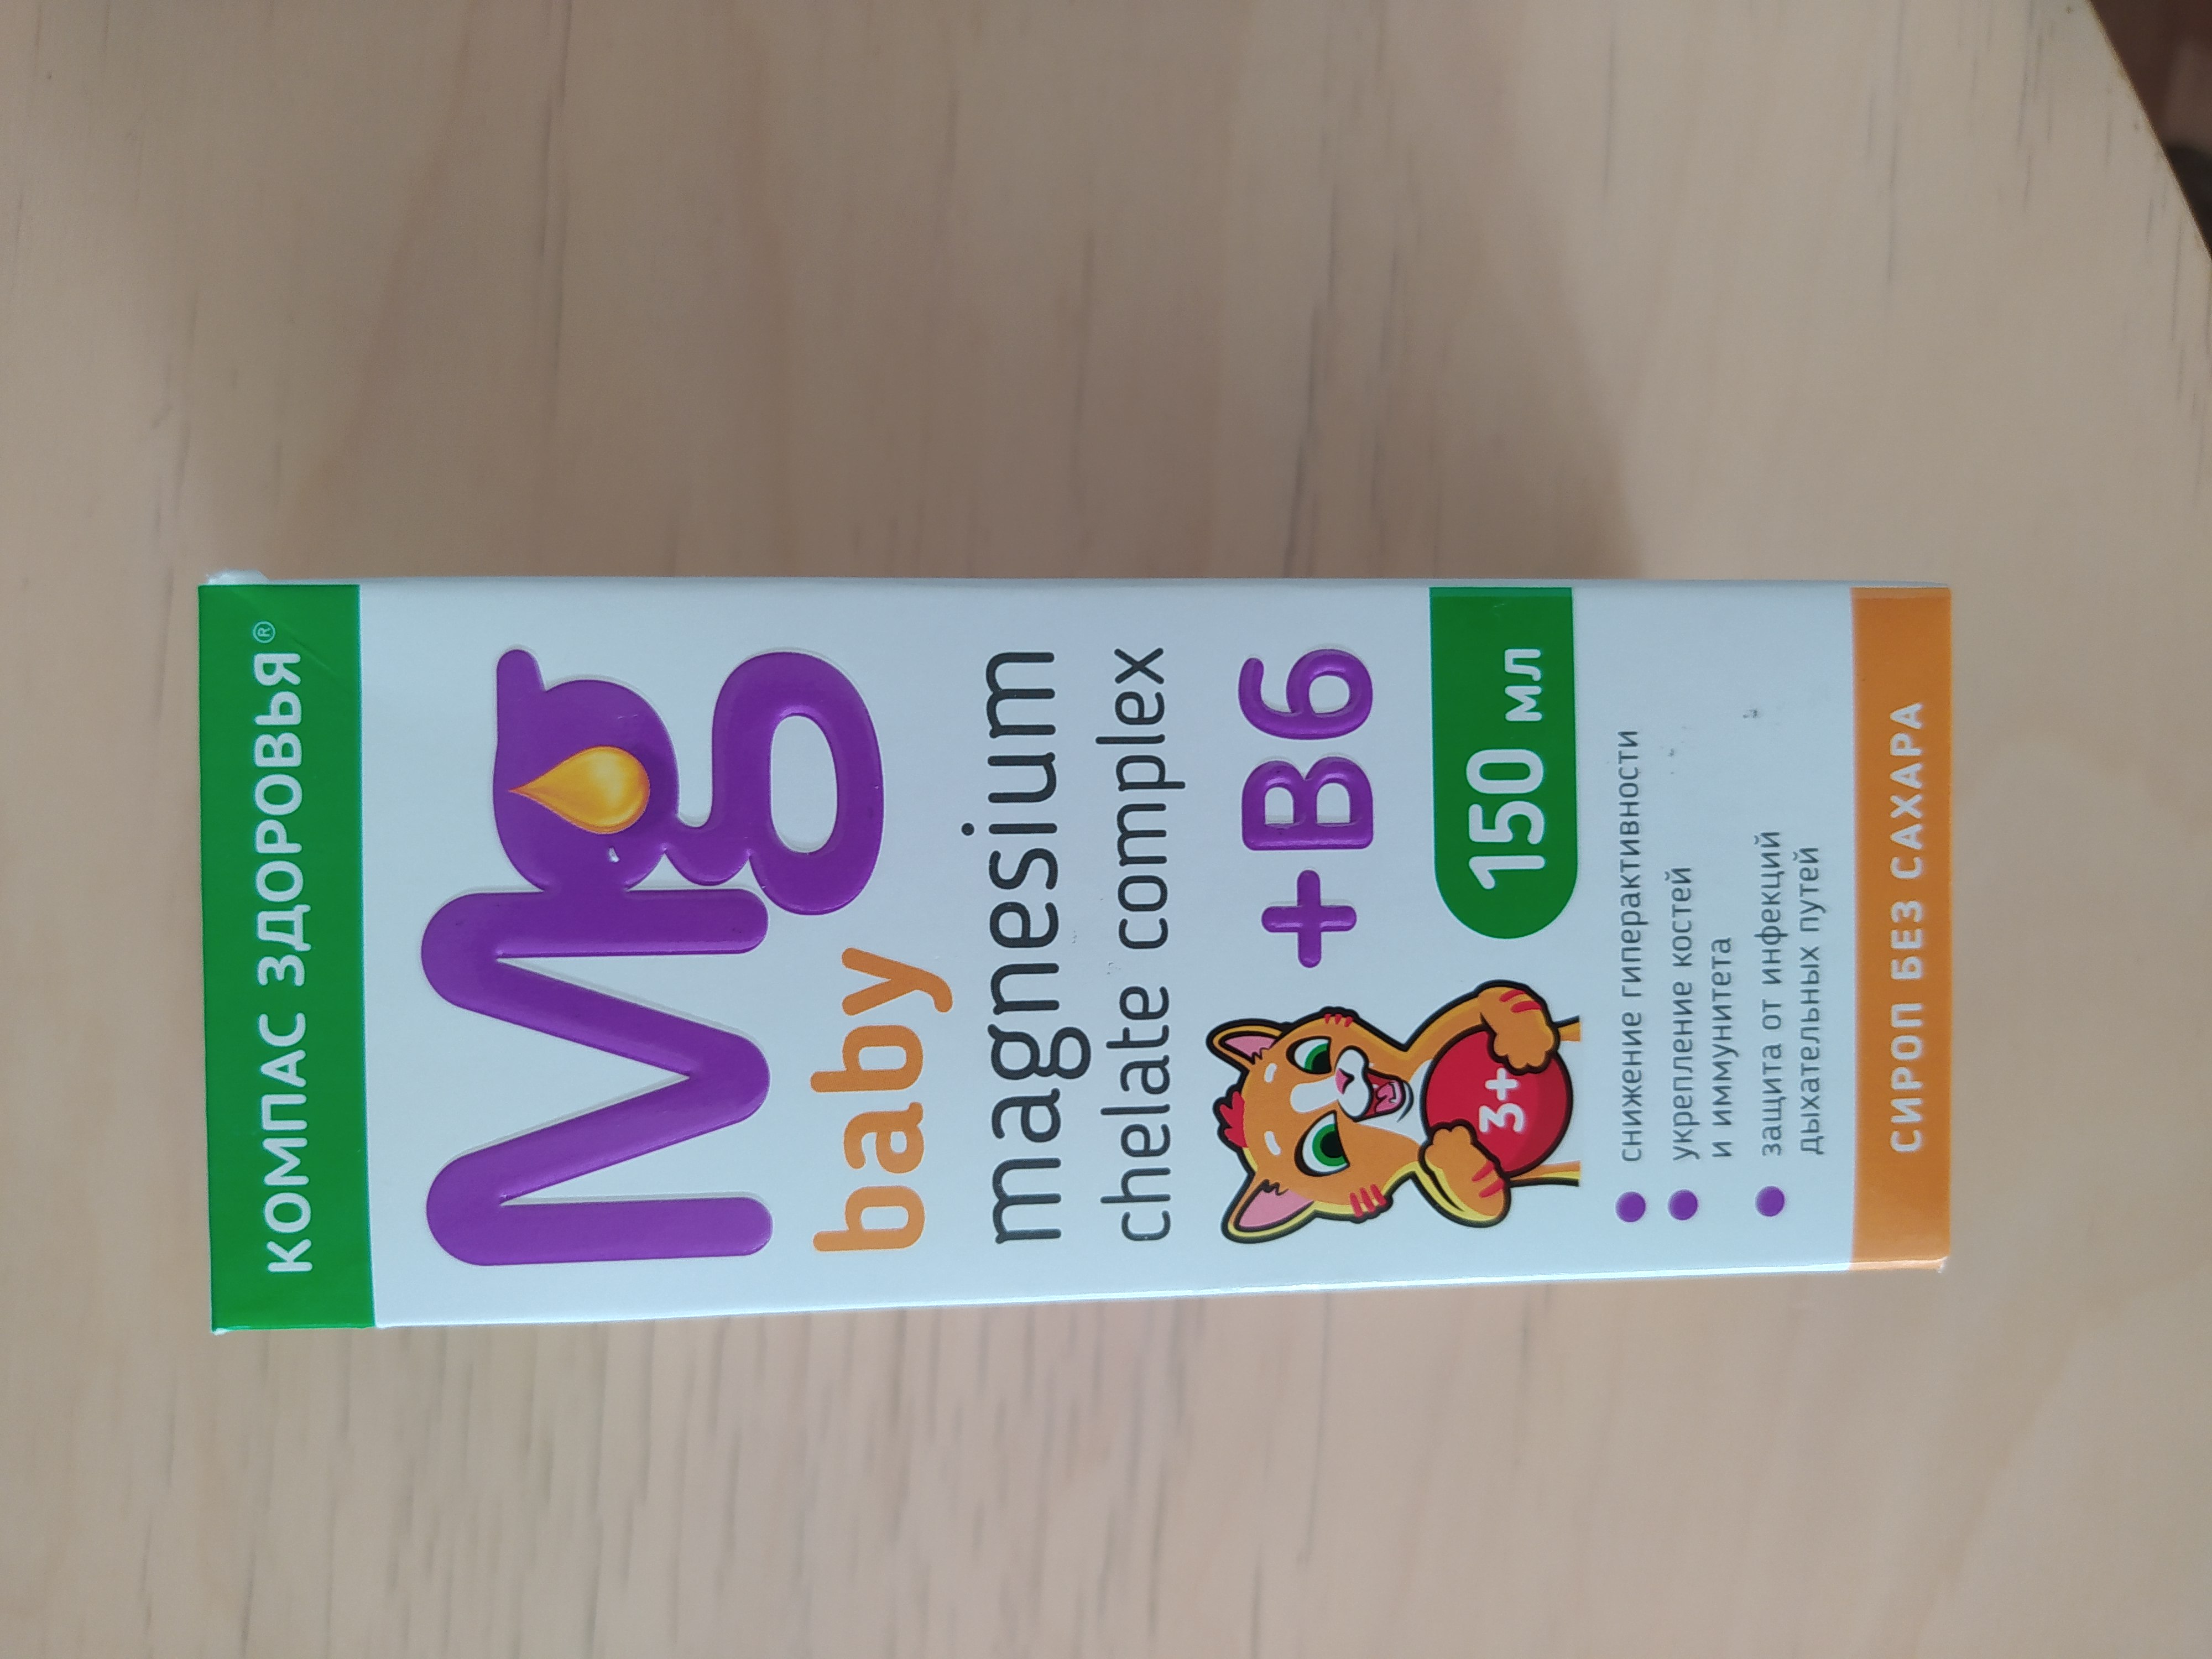 КОМПАС ЗДОРОВЬЯ®
Mg
baby
magnesium
chelate complex
+B6
3+
150 мл
снижение гиперактивности
укрепление костей
и иммунитета
защита от инфекций
дыхательных путей
СИРОП БЕЗ САХАРА